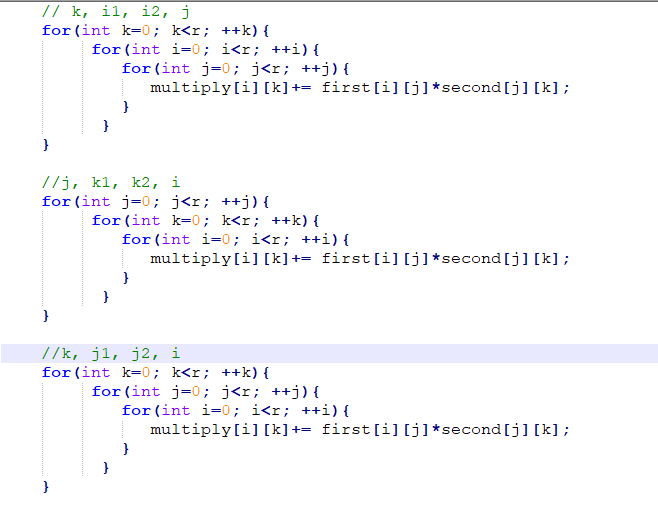 // k, i1, i2, j
for(int k=0; k<r; ++k){
for(int i=0; i<r; ++i){
for(int j=0; j<r; ++j){
multiply[i][k]+= first[i][j]*second[j][k];
}
}
}
//j, k1, k2, i
for(int j=0; j<r; ++j){
for(int k=0; k<r; ++k){
for(int i=0; i<r; ++i){
multiply[i][k]+= first[i][j]*second[j][k];
}
}
}
//k, j1, j2, i
for(int k=0; k<r; ++k){
for(int j=0; j<r; ++j){
for(int i=0; i<r; ++i){
multiply[i][k]+= first[i][j]*second[j][k];
}
}
}